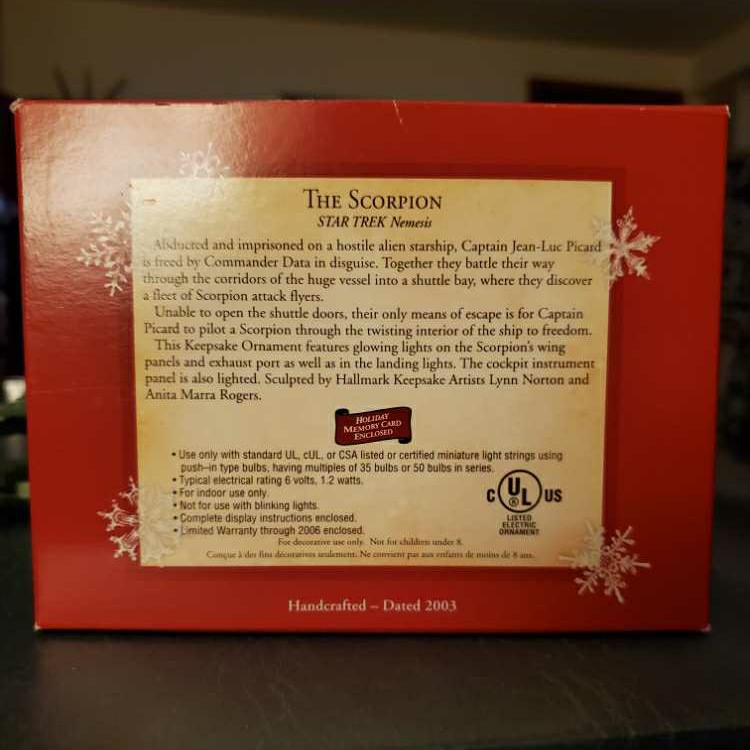 THE SCORPION
STAR TREK Nemesis
Abducted and imprisoned on a hostile alien starship, Captain Jean-Luc Picard
is freed by Commander Data in disguise. Together they battle their way
through the corridors of the huge vessel into a shuttle bay, where they discover
a fleet of Scorpion attack flyers.
Unable to open the shuttle doors, their only means of escape is for Captain
Picard to pilot a Scorpion through the twisting interior of the ship to freedom.
This Keepsake Ornament features glowing lights on the Scorpion's wing
panels and exhaust port as well as in the landing lights. The cockpit instrument
panel is also lighted. Sculpted by Hallmark Keepsake Artists Lynn Norton and
Anita Marra Rogers.
HOLIDAY
MEMORY CARD
ENCLOSED
• Use only with standard UL, cUL, or CSA listed or certified miniature light strings using
push–in type bulbs, having multiples of 35 bulbs or 50 bulbs in series.
• Typical electrical rating 6 volts, 1.2 watts.
• For indoor use only.
• Not for use with blinking lights.
• Complete display instructions enclosed.
• Limited Warranty through 2006 enclosed.
C UL ® US
LISTED
ELECTRIC
ORNAMENT
For decorative use only. Not for children under 8.
Conçue à des fins décoratives seulement. Ne convient pas aux enfants de moins de 8 ans.
Handcrafted – Dated 2003